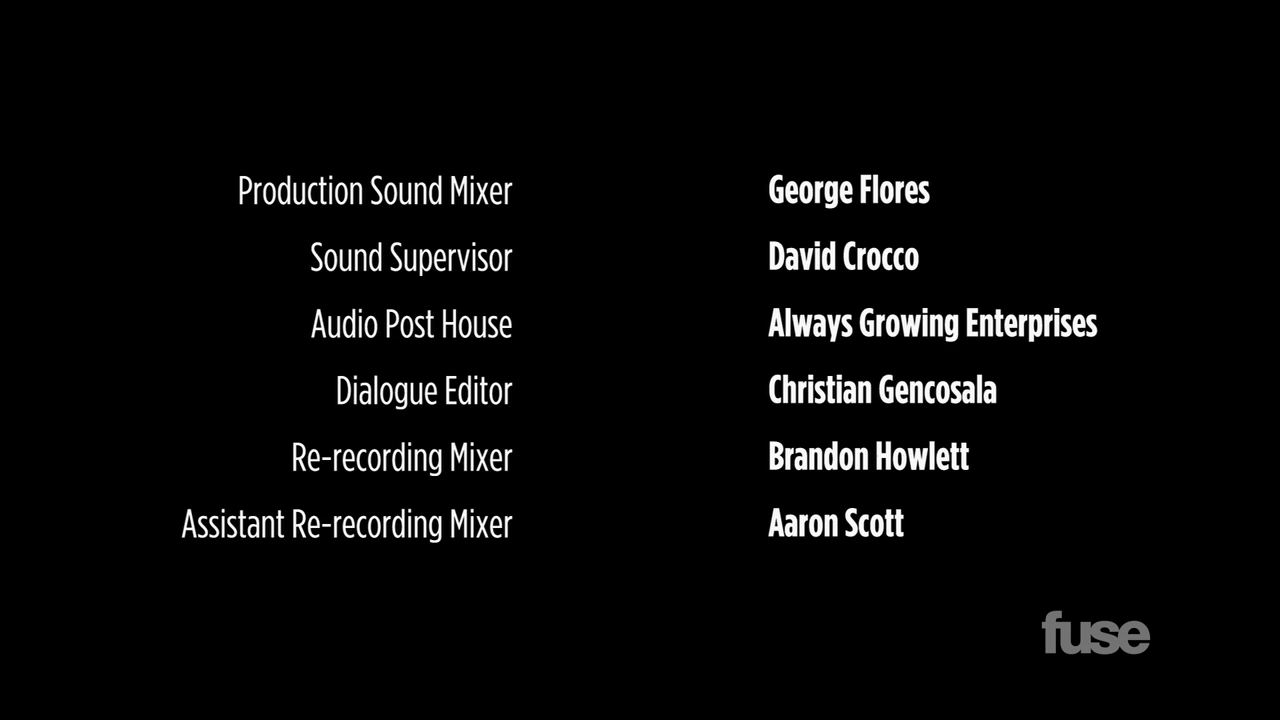 Production Sound Mixer George Flores
Sound Supervisor David Crocco
Audio Post House Always Growing Enterprises
Dialogue Editor Christian Gencosala
Re-recording Mixer Brandon Howlett
Assistant Re-recording Mixer Aaron Scott
fuse